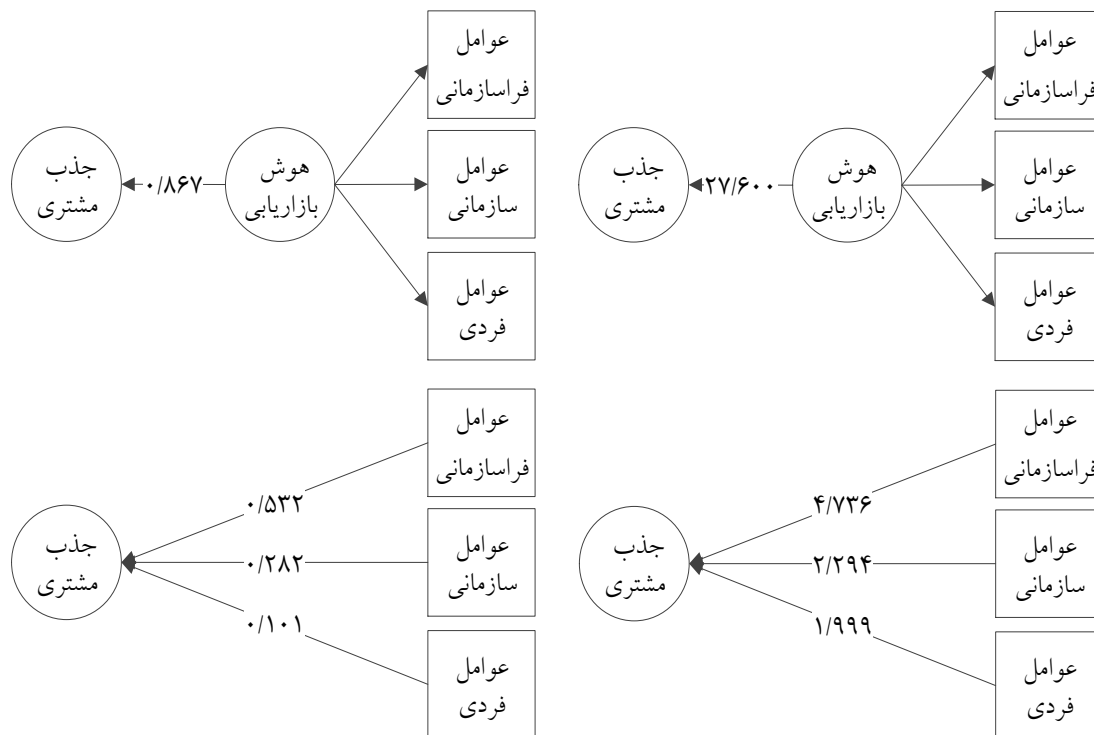 عوامل
فراسازمانی
عوامل
سازمانی
عوامل
فردی
هوش
بازاریابی
۲۷/۶۰۰
جذب
مشتری
عوامل
فراسازمانی
عوامل
سازمانی
عوامل
فردی
هوش
بازاریابی
۰/۸۶۷
جذب
مشتری
عوامل
فراسازمانی
عوامل
سازمانی
عوامل
فردی
۴/۷۳۶
۲/۲۹۴
۱/۹۹۹
جذب
مشتری
عوامل
فراسازمانی
عوامل
سازمانی
عوامل
فردی
۰/۵۳۲
۰/۲۸۲
۰/۱۰۱
جذب
مشتری